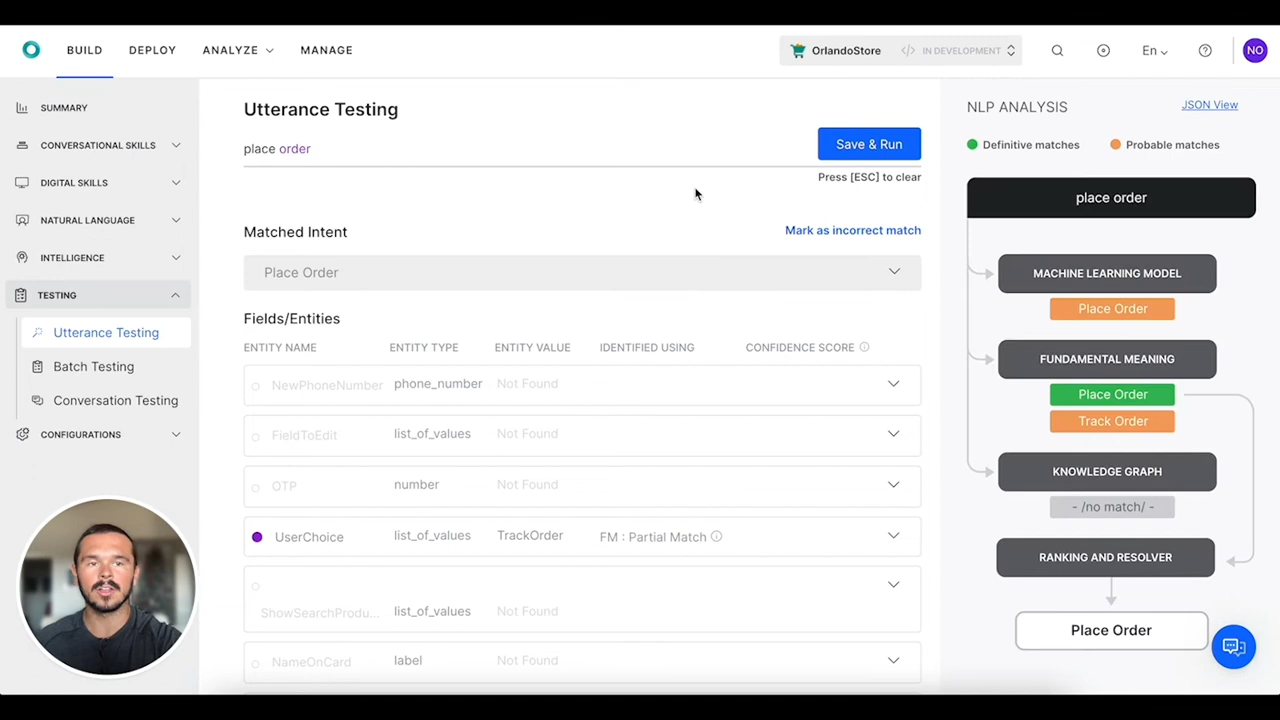 BUILD DEPLOY ANALYZE MANAGE OrlandoStore </> IN DEVELOPMENT En NO
SUMMARY
CONVERSATIONAL SKILLS
DIGITAL SKILLS
NATURAL LANGUAGE
INTELLIGENCE
TESTING
Utterance Testing
Batch Testing
Conversation Testing
CONFIGURATIONS
Utterance Testing
place order
Save & Run
Press [ESC] to clear
Matched Intent
Mark as incorrect match
Place Order
Fields/Entities
ENTITY NAME ENTITY TYPE ENTITY VALUE IDENTIFIED USING CONFIDENCE SCORE
NewPhoneNumber phone_number Not Found
FieldToEdit list_of_values Not Found
OTP number Not Found
UserChoice list_of_values TrackOrder FM : Partial Match
ShowSearchProdu... list_of_values Not Found
NameOnCard label Not Found
NLP ANALYSIS
JSON View
Definitive matches Probable matches
place order
MACHINE LEARNING MODEL
Place Order
FUNDAMENTAL MEANING
Place Order
Track Order
KNOWLEDGE GRAPH
- /no match/ -
RANKING AND RESOLVER
Place Order